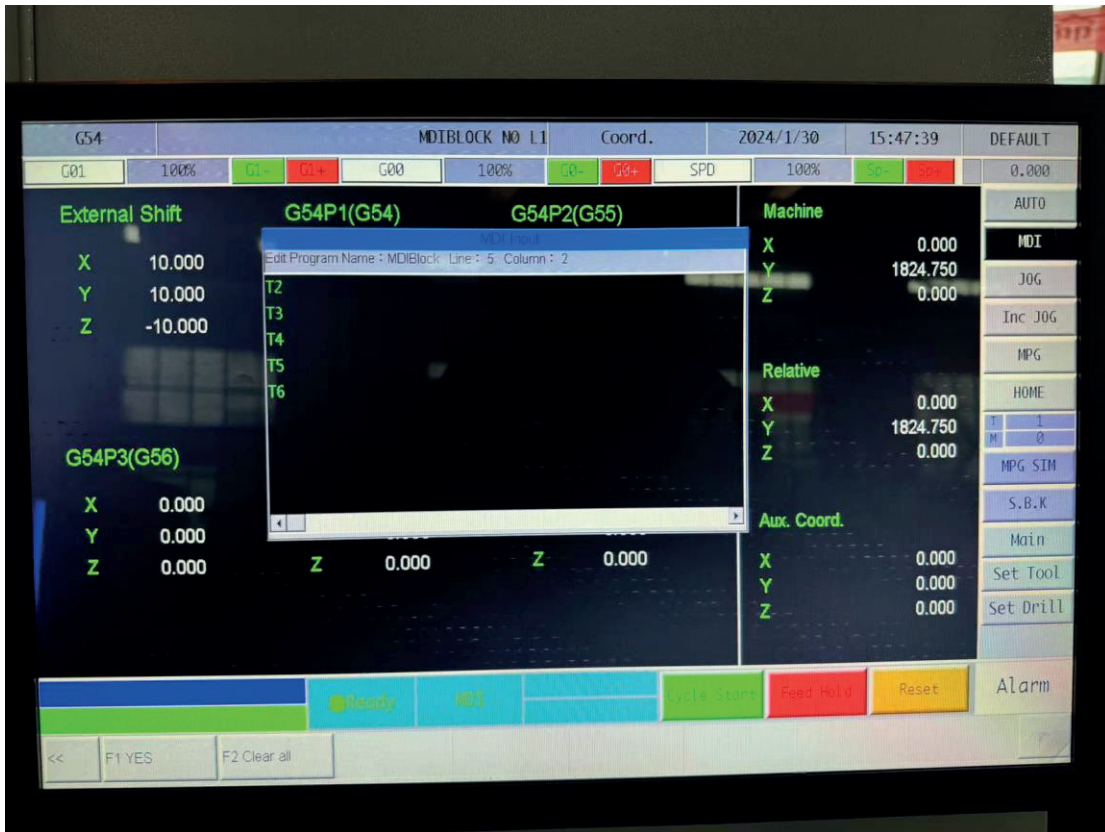 G54 MDIBLOCK N0 L1 Coord. 2024/1/30 15:47:39 DEFAULT
G01 100% G1- G1+ G00 100% G0- G0+ SPD 100% Sp- Sp+ 0.000
External Shift G54P1(G54) G54P2(G55) Machine AUTO
MDI Input
Edit Program Name : MDIBlock Line : 5 Column : 2
X 10.000 X 0.000 MDI
Y 10.000 T2 Y 1824.750 JOG
Z -10.000 T3 Z 0.000 Inc JOG
T4
T5 Relative MPG
T6 X 0.000 HOME
Y 1824.750 T 1
G54P3(G56) Z 0.000 M 0
MPG SIM
X 0.000 Aux. Coord. S.B.K
Y 0.000 Main
Z 0.000 Z 0.000 Z 0.000 X 0.000 Set Tool
Y 0.000
Z 0.000 Set Drill
Ready MDI Cycle Start Feed Hold Reset Alarm
<< F1 YES F2 Clear all